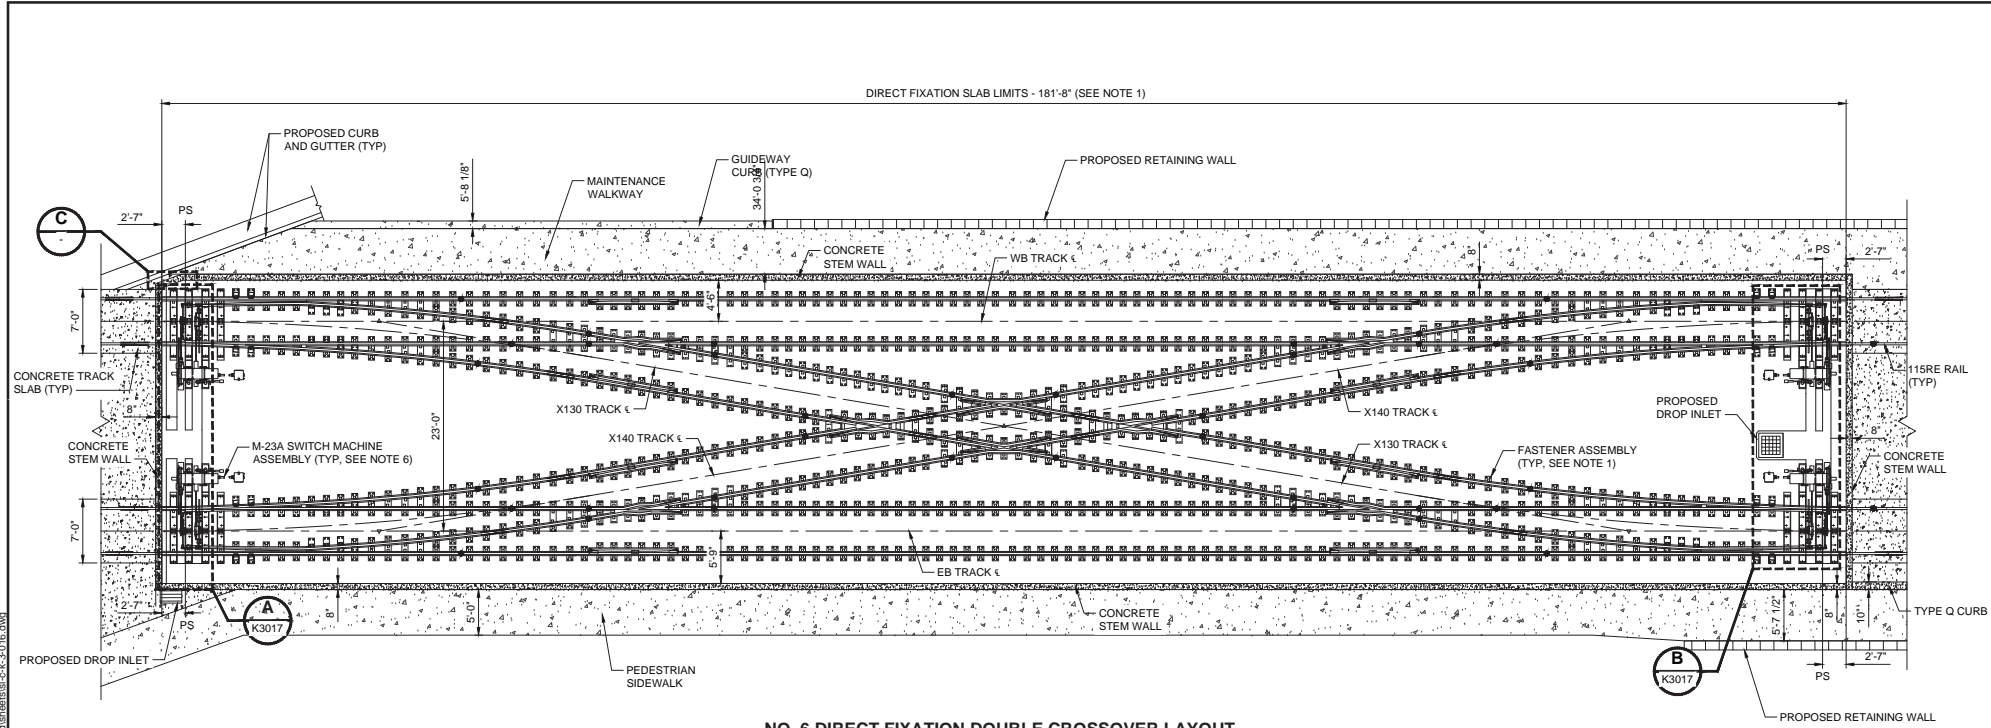 DIRECT FIXATION SLAB LIMITS - 181'-8" (SEE NOTE 1)
PROPOSED CURB
AND GUTTER (TYP)
5'-8 1/8"
MAINTENANCE
WALKWAY
GUIDEWAY
CURB (TYPE Q)
PROPOSED RETAINING WALL
C
-
2'-7"
PS
CONCRETE
STEM WALL
WB TRACK ℄
8"
PS
2'-7"
7'-0"
4'-6"
CONCRETE TRACK
SLAB (TYP)
115RE RAIL
(TYP)
8"
23'-0"
X130 TRACK ℄
X140 TRACK ℄
PROPOSED
DROP INLET
CONCRETE
STEM WALL
M-23A SWITCH MACHINE
ASSEMBLY (TYP, SEE NOTE 6)
X140 TRACK ℄
X130 TRACK ℄
FASTENER ASSEMBLY
(TYP, SEE NOTE 1)
8"
CONCRETE
STEM WALL
7'-0"
5'-9"
EB TRACK ℄
2'-7"
PS
A
K3017
8"
5'-0"
CONCRETE
STEM WALL
5'-7 1/2"
8"
10"
TYPE Q CURB
PROPOSED DROP INLET
PEDESTRIAN
SIDEWALK
B
K3017
2'-7"
PS
PROPOSED RETAINING WALL
NO. 6 DIRECT FIXATION DOUBLE CROSSOVER LAYOUT